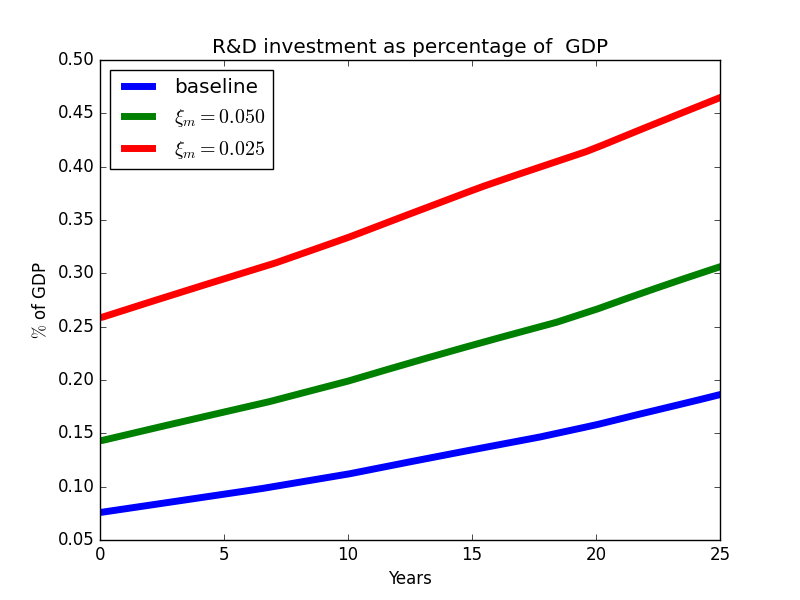 R&D investment as percentage of  GDP
0.50
0.45
0.40
0.35
0.30
0.25
0.20
0.15
0.10
0.05
% of GDP
baseline
ξₘ = 0.050
ξₘ = 0.025
0 5 10 15 20 25
Years